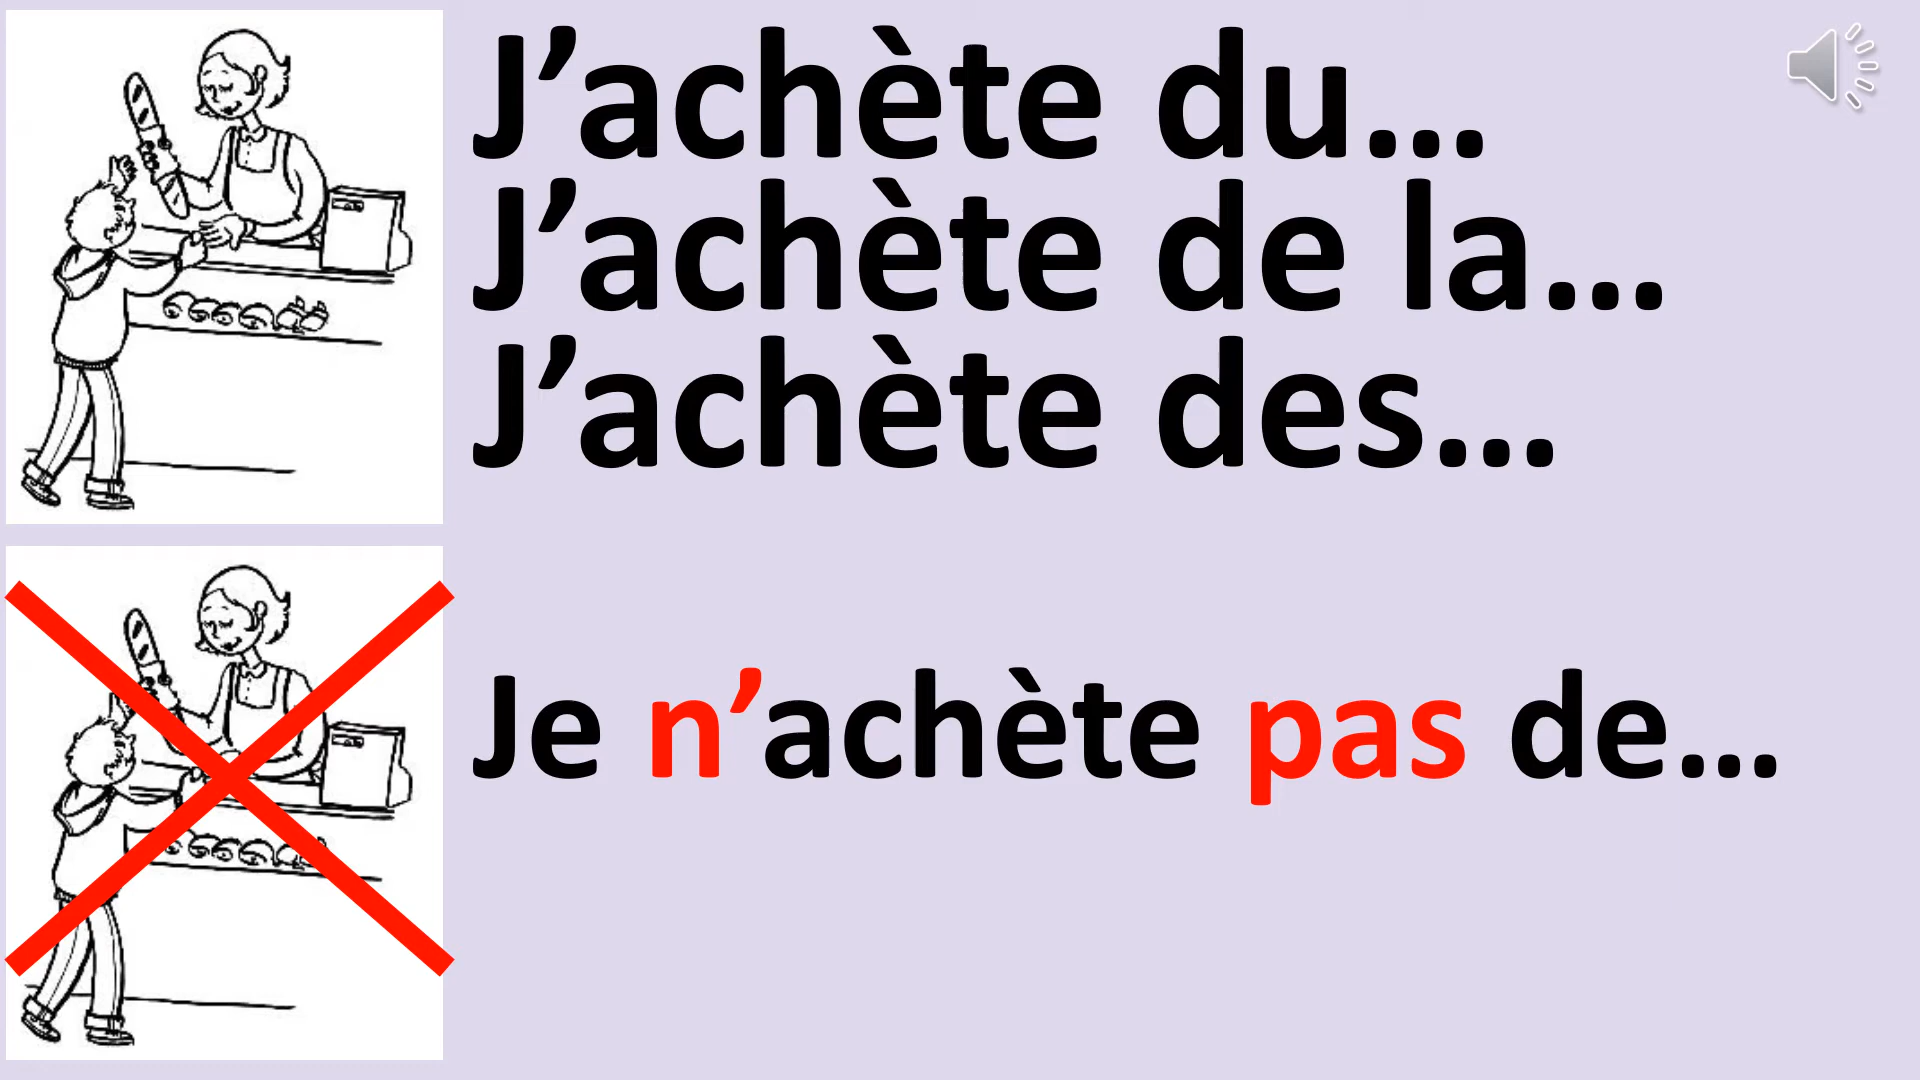 J’achète du…
J’achète de la…
J’achète des…
Je n’achète pas de…